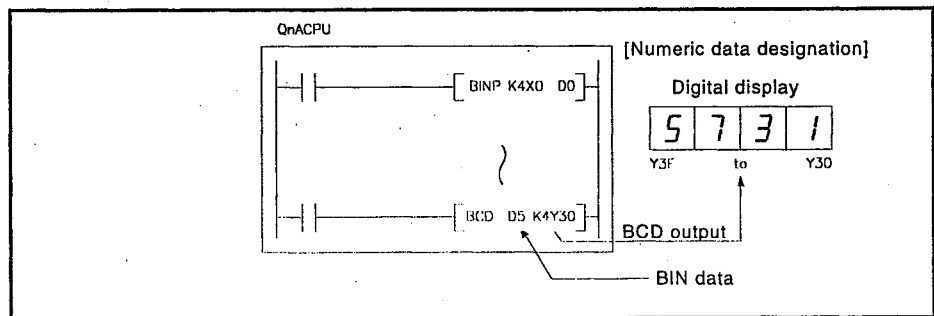 QnACPU
[Numeric data designation]
BINP K4X0 D0
Digital display
5 7 3 1
Y3F to Y30
BCD D5 K4Y30
BCD output
BIN data